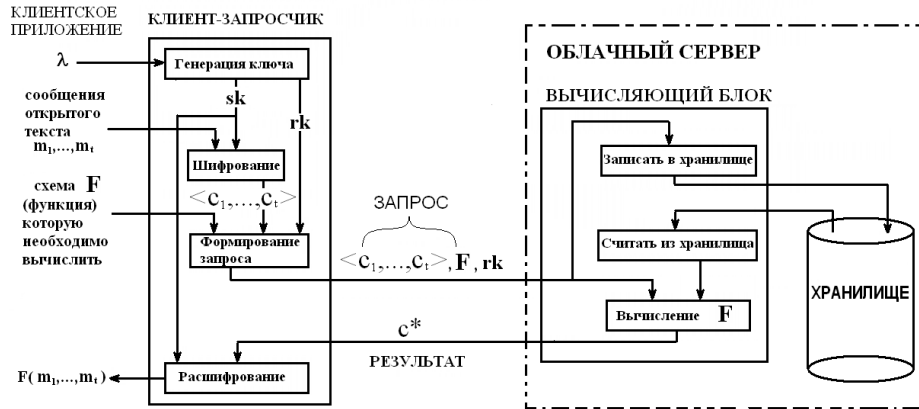 КЛИЕНТСКОЕ
ПРИЛОЖЕНИЕ
КЛИЕНТ-ЗАПРОСЧИК
λ
Генерация ключа
sk
rk
сообщения
открытого
текста
m1,...,mt
Шифрование
<c1,...,ct>
схема F
(функция)
которую
необходимо
вычислить
Формирование
запроса
ЗАПРОС
<c1,...,ct>, F, rk
c*
РЕЗУЛЬТАТ
Расшифрование
F( m1,...,mt )
ОБЛАЧНЫЙ СЕРВЕР
ВЫЧИСЛЯЮЩИЙ БЛОК
Записать в хранилище
Считать из хранилища
Вычисление F
ХРАНИЛИЩЕ